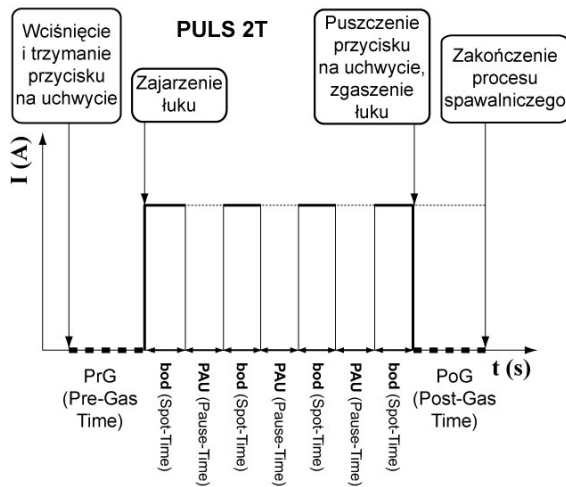 PULS 2T
Wciśnięcie
i trzymanie
przycisku
na uchwycie
Zajarzenie
łuku
Puszczenie
przycisku
na uchwycie,
zgaszenie
łuku
Zakończenie
procesu
spawalniczego
I (A)
t (s)
PrG
(Pre-Gas
Time)
bod (Spot-Time)
PAU (Pause-Time)
bod (Spot-Time)
PAU (Pause-Time)
bod (Spot-Time)
PAU (Pause-Time)
bod (Spot-Time)
PoG
(Post-Gas
Time)